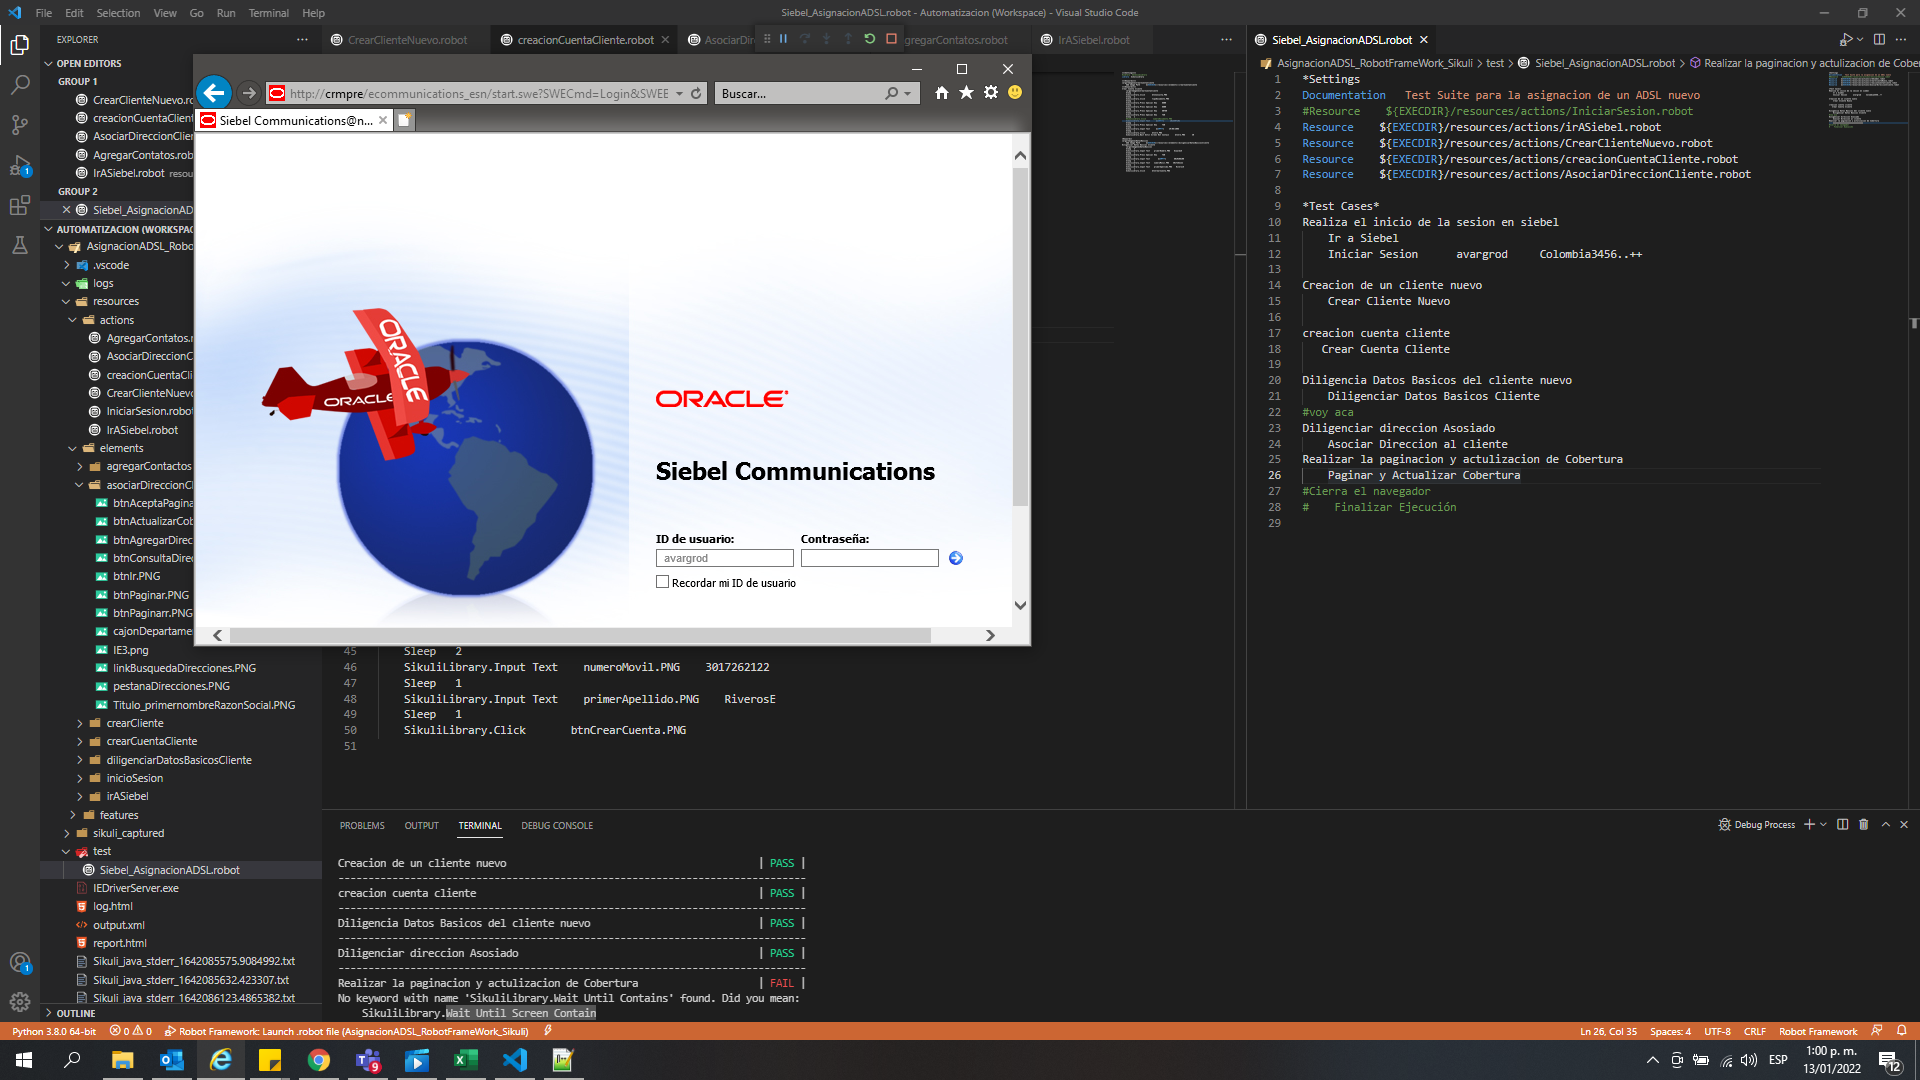 File Edit Selection View Go Run Terminal Help
Siebel_AsignacionADSL.robot - Automatizacion (Workspace) - Visual Studio Code
EXPLORER
OPEN EDITORS
GROUP 1
CrearClienteNuevo.ro
creacionCuentaClient
AsociarDireccionClie
AgregarContatos.rob
IrASiebel.robot resou
GROUP 2
Siebel_AsignacionAD
AUTOMATIZACION (WORKSPAC
AsignacionADSL_Robo
.vscode
logs
resources
actions
AgregarContatos.r
AsociarDireccionC
creacionCuentaCli
CrearClienteNuevo
IniciarSesion.robot
IrASiebel.robot
elements
agregarContactos
asociarDireccionCl
btnAceptaPagina
btnActualizarCob
btnAgregarDirec
btnConsultaDirec
btnIr.PNG
btnPaginar.PNG
btnPaginarr.PNG
cajonDepartame
IE3.png
linkBusquedaDirecciones.PNG
pestanaDirecciones.PNG
Titulo_primernombreRazonSocial.PNG
crearCliente
crearCuentaCliente
diligenciarDatosBasicosCliente
inicioSesion
irASiebel
features
sikuli_captured
test
Siebel_AsignacionADSL.robot
IEDriverServer.exe
log.html
output.xml
report.html
Sikuli_java_stderr_1642085575.9084992.txt
Sikuli_java_stderr_1642085632.423307.txt
Sikuli_java_stderr_1642086123.4865382.txt
OUTLINE
CrearClienteNuevo.robot
creacionCuentaCliente.robot
AsociarDir
gregarContatos.robot
IrASiebel.robot
http://crmpre/ecommunications_esn/start.swe?SWECmd=Login&SWEE
Buscar...
Siebel Communications@n...
ORACLE
ORACLE
ORACLE
Siebel Communications
ID de usuario: Contraseña:
avargrod
Recordar mi ID de usuario
45 Sleep 2
46 SikuliLibrary.Input Text numeroMovil.PNG 3017262122
47 Sleep 1
48 SikuliLibrary.Input Text primerApellido.PNG RiverosE
49 Sleep 1
50 SikuliLibrary.Click btnCrearCuenta.PNG
51
Siebel_AsignacionADSL.robot
AsignacionADSL_RobotFrameWork_Sikuli > test > Siebel_AsignacionADSL.robot > Realizar la paginacion y actulizacion de Cober
1 *Settings
2 Documentation Test Suite para la asignacion de un ADSL nuevo
3 #Resource ${EXECDIR}/resources/actions/IniciarSesion.robot
4 Resource ${EXECDIR}/resources/actions/irASiebel.robot
5 Resource ${EXECDIR}/resources/actions/CrearClienteNuevo.robot
6 Resource ${EXECDIR}/resources/actions/creacionCuentaCliente.robot
7 Resource ${EXECDIR}/resources/actions/AsociarDireccionCliente.robot
8
9 *Test Cases*
10 Realiza el inicio de la sesion en siebel
11 Ir a Siebel
12 Iniciar Sesion avargrod Colombia3456..++
13
14 Creacion de un cliente nuevo
15 Crear Cliente Nuevo
16
17 creacion cuenta cliente
18 Crear Cuenta Cliente
19
20 Diligencia Datos Basicos del cliente nuevo
21 Diligenciar Datos Basicos Cliente
22 #voy aca
23 Diligenciar direccion Asosiado
24 Asociar Direccion al cliente
25 Realizar la paginacion y actulizacion de Cobertura
26 Paginar y Actualizar Cobertura
27 #Cierra el navegador
28 # Finalizar Ejecución
29
PROBLEMS OUTPUT TERMINAL DEBUG CONSOLE
Debug Process
Creacion de un cliente nuevo | PASS |
creacion cuenta cliente | PASS |
Diligencia Datos Basicos del cliente nuevo | PASS |
Diligenciar direccion Asosiado | PASS |
Realizar la paginacion y actulizacion de Cobertura | FAIL |
No keyword with name 'SikuliLibrary.Wait Until Contains' found. Did you mean:
SikuliLibrary.Wait Until Screen Contain
Python 3.8.0 64-bit 0 0 Robot Framework: Launch .robot file (AsignacionADSL_RobotFrameWork_Sikuli)
Ln 26, Col 35 Spaces: 4 UTF-8 CRLF Robot Framework
ESP
1:00 p. m.
13/01/2022
9
12
1
1